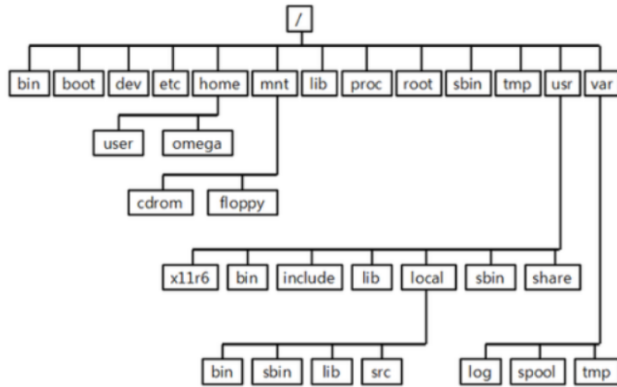 /
bin boot dev etc home mnt lib proc root sbin tmp usr var
user omega
cdrom floppy
x11r6 bin include lib local sbin share
bin sbin lib src log spool tmp